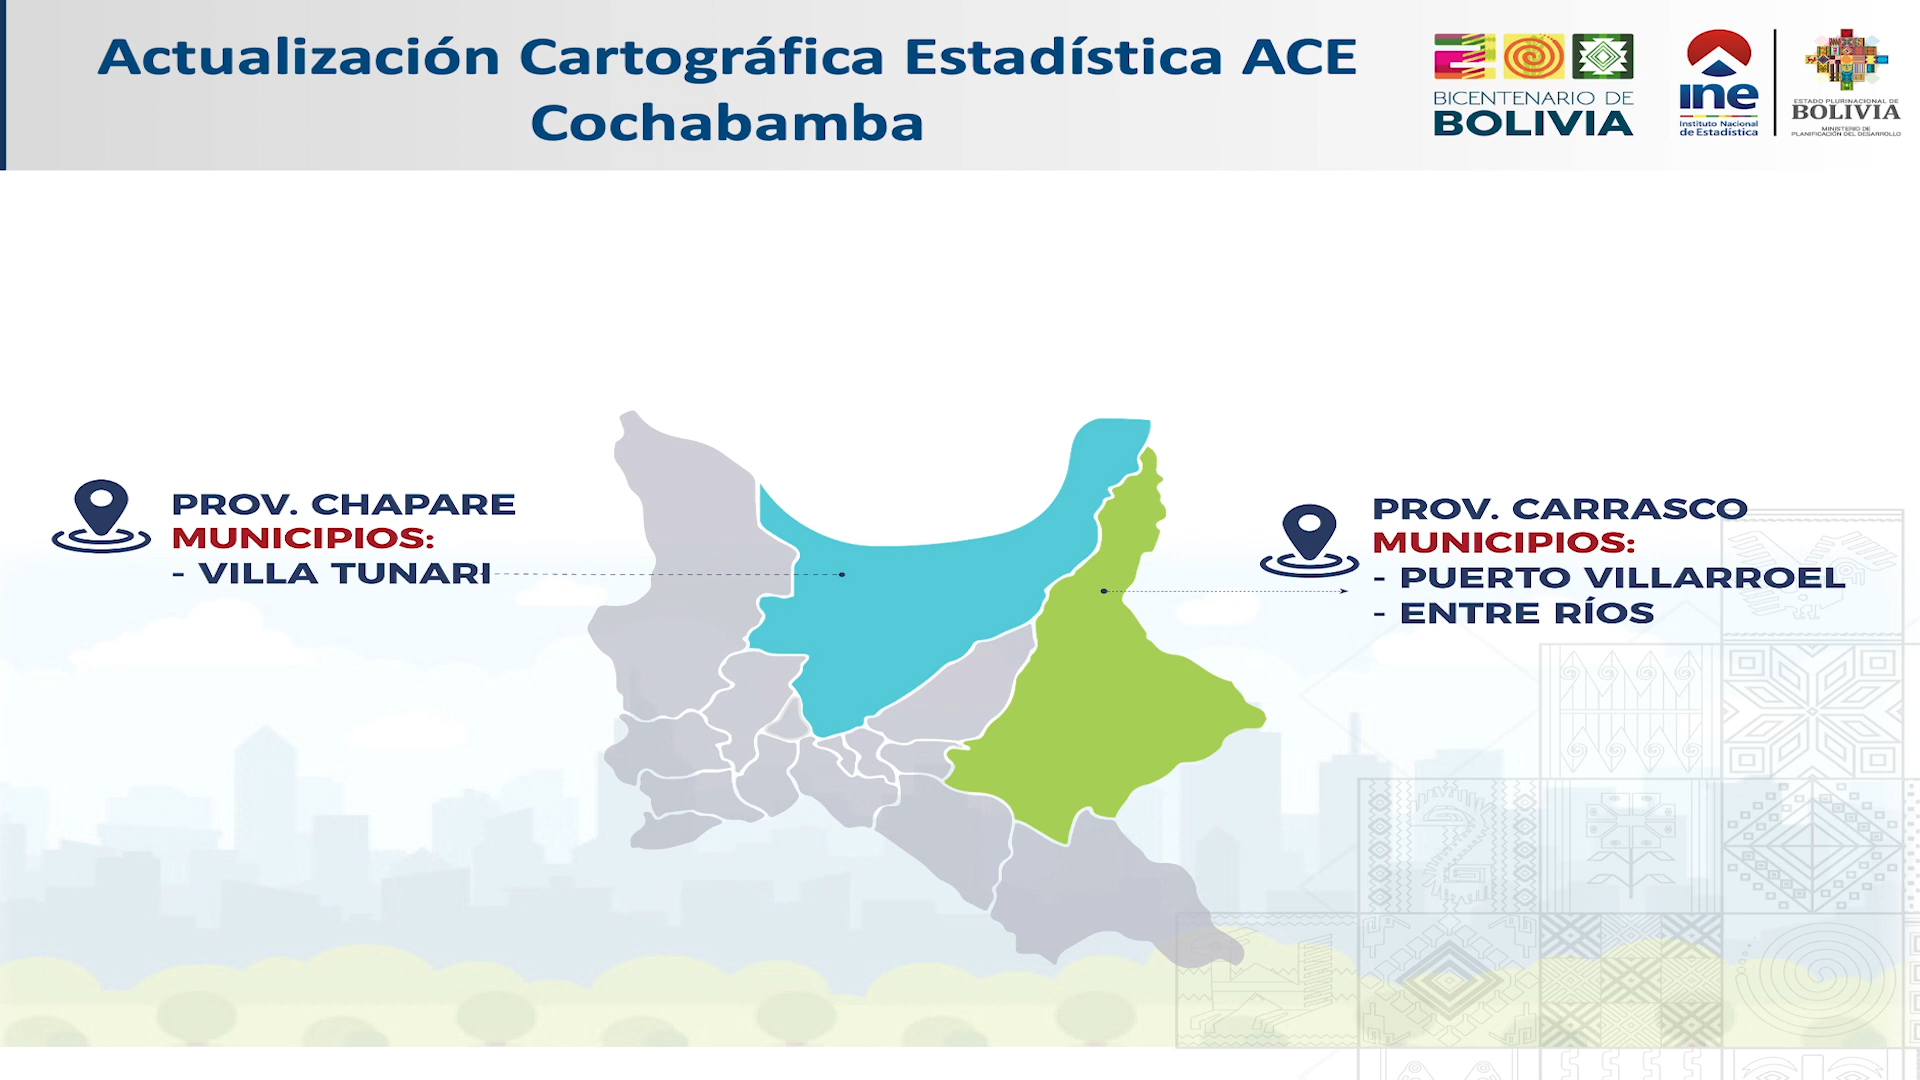 Actualización Cartográfica Estadística ACE
Cochabamba
BICENTENARIO DE
BOLIVIA
ine
Instituto Nacional
de Estadística
ESTADO PLURINACIONAL DE
BOLIVIA
MINISTERIO DE
PLANIFICACIÓN DEL DESARROLLO
PROV. CHAPARE
MUNICIPIOS:
- VILLA TUNARI
PROV. CARRASCO
MUNICIPIOS:
- PUERTO VILLARROEL
- ENTRE RÍOS